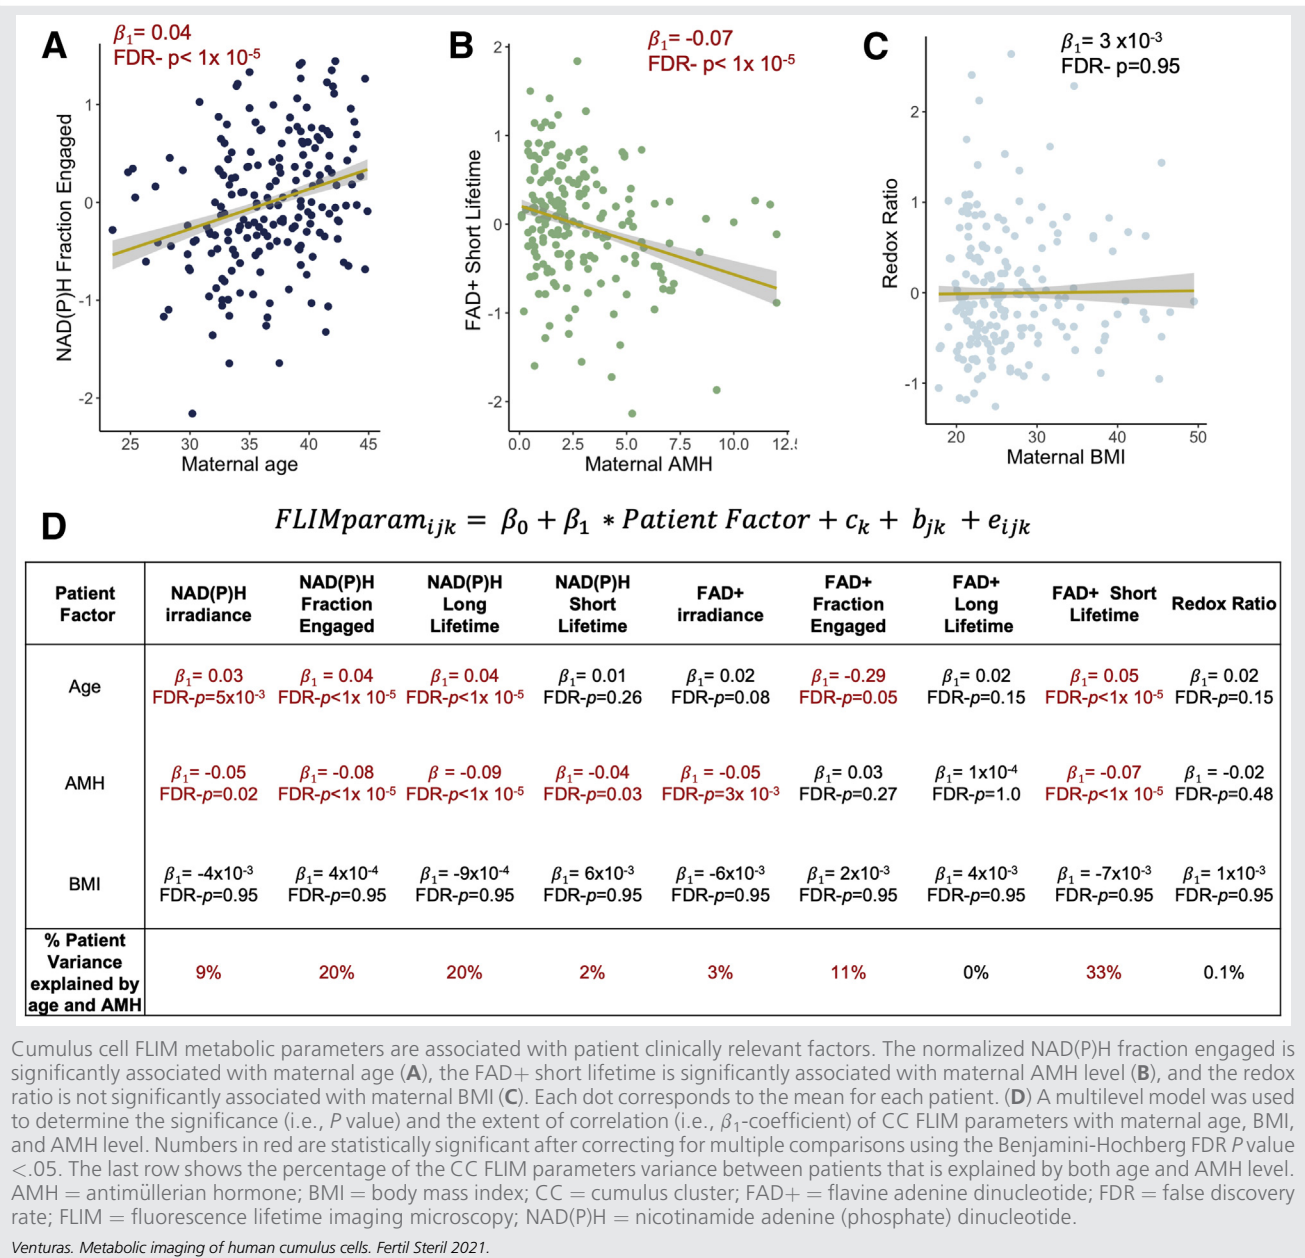 A
β₁= 0.04
FDR- p< 1x 10⁻⁵
NAD(P)H Fraction Engaged
1
0
-1
-2
25 30 35 40 45
Maternal age
B
β₁= -0.07
FDR- p< 1x 10⁻⁵
FAD+ Short Lifetime
2
1
0
-1
-2
0.0 2.5 5.0 7.5 10.0 12.5
Maternal AMH
C
β₁= 3 x10⁻³
FDR- p=0.95
Redox Ratio
2
1
0
-1
20 30 40 50
Maternal BMI
D
FLIMparamᵢⱼₖ = β₀ + β₁ * Patient Factor + cₖ + bⱼₖ + eᵢⱼₖ
Patient Factor | NAD(P)H irradiance | NAD(P)H Fraction Engaged | NAD(P)H Long Lifetime | NAD(P)H Short Lifetime | FAD+ irradiance | FAD+ Fraction Engaged | FAD+ Long Lifetime | FAD+ Short Lifetime | Redox Ratio
Age | β₁= 0.03 FDR-p=5x10⁻³ | β₁ = 0.04 FDR-p<1x 10⁻⁵ | β₁= 0.04 FDR-p<1x 10⁻⁵ | β₁= 0.01 FDR-p=0.26 | β₁= 0.02 FDR-p=0.08 | β₁= -0.29 FDR-p=0.05 | β₁= 0.02 FDR-p=0.15 | β₁= 0.05 FDR-p<1x 10⁻⁵ | β₁= 0.02 FDR-p=0.15
AMH | β₁= -0.05 FDR-p=0.02 | β₁= -0.08 FDR-p<1x 10⁻⁵ | β = -0.09 FDR-p<1x 10⁻⁵ | β₁= -0.04 FDR-p=0.03 | β₁ = -0.05 FDR-p=3x 10⁻³ | β₁= 0.03 FDR-p=0.27 | β₁= 1x10⁻⁴ FDR-p=1.0 | β₁= -0.07 FDR-p<1x 10⁻⁵ | β₁ = -0.02 FDR-p=0.48
BMI | β₁= -4x10⁻³ FDR-p=0.95 | β₁= 4x10⁻⁴ FDR-p=0.95 | β₁= -9x10⁻⁴ FDR-p=0.95 | β₁= 6x10⁻³ FDR-p=0.95 | β₁= -6x10⁻³ FDR-p=0.95 | β₁= 2x10⁻³ FDR-p=0.95 | β₁= 4x10⁻³ FDR-p=0.95 | β₁ = -7x10⁻³ FDR-p=0.95 | β₁= 1x10⁻³ FDR-p=0.95
% Patient Variance explained by age and AMH | 9% | 20% | 20% | 2% | 3% | 11% | 0% | 33% | 0.1%
Cumulus cell FLIM metabolic parameters are associated with patient clinically relevant factors. The normalized NAD(P)H fraction engaged is
significantly associated with maternal age (A), the FAD+ short lifetime is significantly associated with maternal AMH level (B), and the redox
ratio is not significantly associated with maternal BMI (C). Each dot corresponds to the mean for each patient. (D) A multilevel model was used
to determine the significance (i.e., P value) and the extent of correlation (i.e., β₁-coefficient) of CC FLIM parameters with maternal age, BMI,
and AMH level. Numbers in red are statistically significant after correcting for multiple comparisons using the Benjamini-Hochberg FDR P value
<.05. The last row shows the percentage of the CC FLIM parameters variance between patients that is explained by both age and AMH level.
AMH = antimüllerian hormone; BMI = body mass index; CC = cumulus cluster; FAD+ = flavine adenine dinucleotide; FDR = false discovery
rate; FLIM = fluorescence lifetime imaging microscopy; NAD(P)H = nicotinamide adenine (phosphate) dinucleotide.
Venturas. Metabolic imaging of human cumulus cells. Fertil Steril 2021.